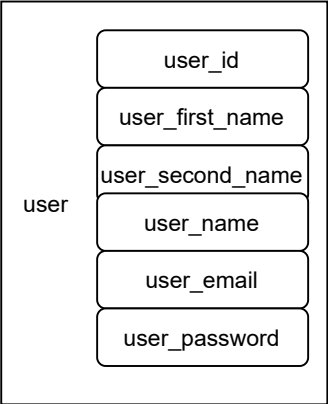 user_id
user_first_name
user_second_name
user
user_name
user_email
user_password